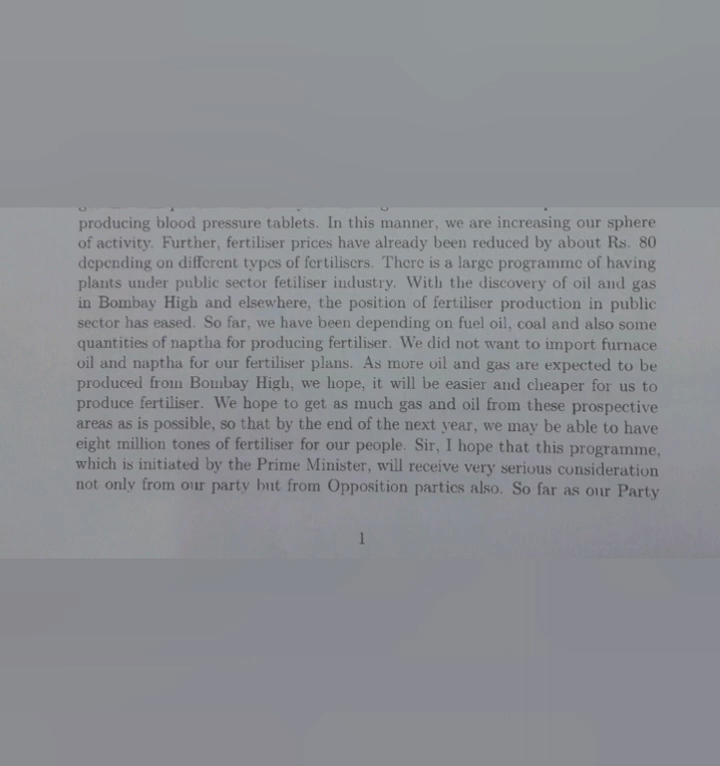 producing blood pressure tablets. In this manner, we are increasing our sphere
of activity. Further, fertiliser prices have already been reduced by about Rs. 80
depending on different types of fertilisers. There is a large programme of having
plants under public sector fetiliser industry. With the discovery of oil and gas
in Bombay High and elsewhere, the position of fertiliser production in public
sector has eased. So far, we have been depending on fuel oil, coal and also some
quantities of naptha for producing fertiliser. We did not want to import furnace
oil and naptha for our fertiliser plans. As more oil and gas are expected to be
produced from Bombay High, we hope, it will be easier and cheaper for us to
produce fertiliser. We hope to get as much gas and oil from these prospective
areas as is possible, so that by the end of the next year, we may be able to have
eight million tones of fertiliser for our people. Sir, I hope that this programme,
which is initiated by the Prime Minister, will receive very serious consideration
not only from our party but from Opposition parties also. So far as our Party
1